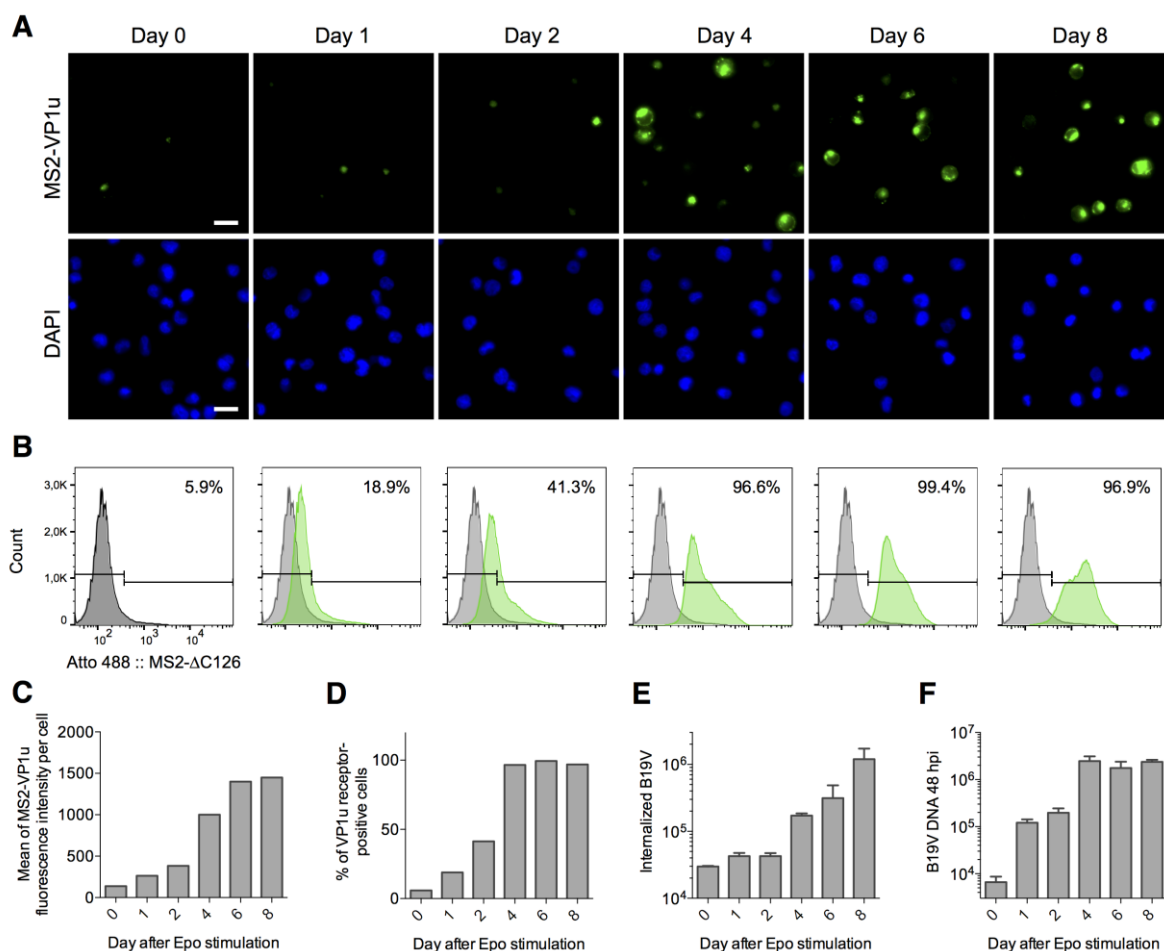 A
Day 0 Day 1 Day 2 Day 4 Day 6 Day 8
MS2-VP1u
DAPI
B
Count
3,0K
2,0K
1,0K
0
5.9% 18.9% 41.3% 96.6% 99.4% 96.9%
10² 10³ 10⁴
Atto 488 :: MS2-ΔC126
C
Mean of MS2-VP1u
fluorescence intensity per cell
2000
1500
1000
500
0
0 1 2 4 6 8
Day after Epo stimulation
D
% of VP1u receptor-
positive cells
100
50
0
0 1 2 4 6 8
Day after Epo stimulation
E
Internalized B19V
10⁶
10⁵
10⁴
0 1 2 4 6 8
Day after Epo stimulation
F
B19V DNA 48 hpi
10⁷
10⁶
10⁵
10⁴
0 1 2 4 6 8
Day after Epo stimulation